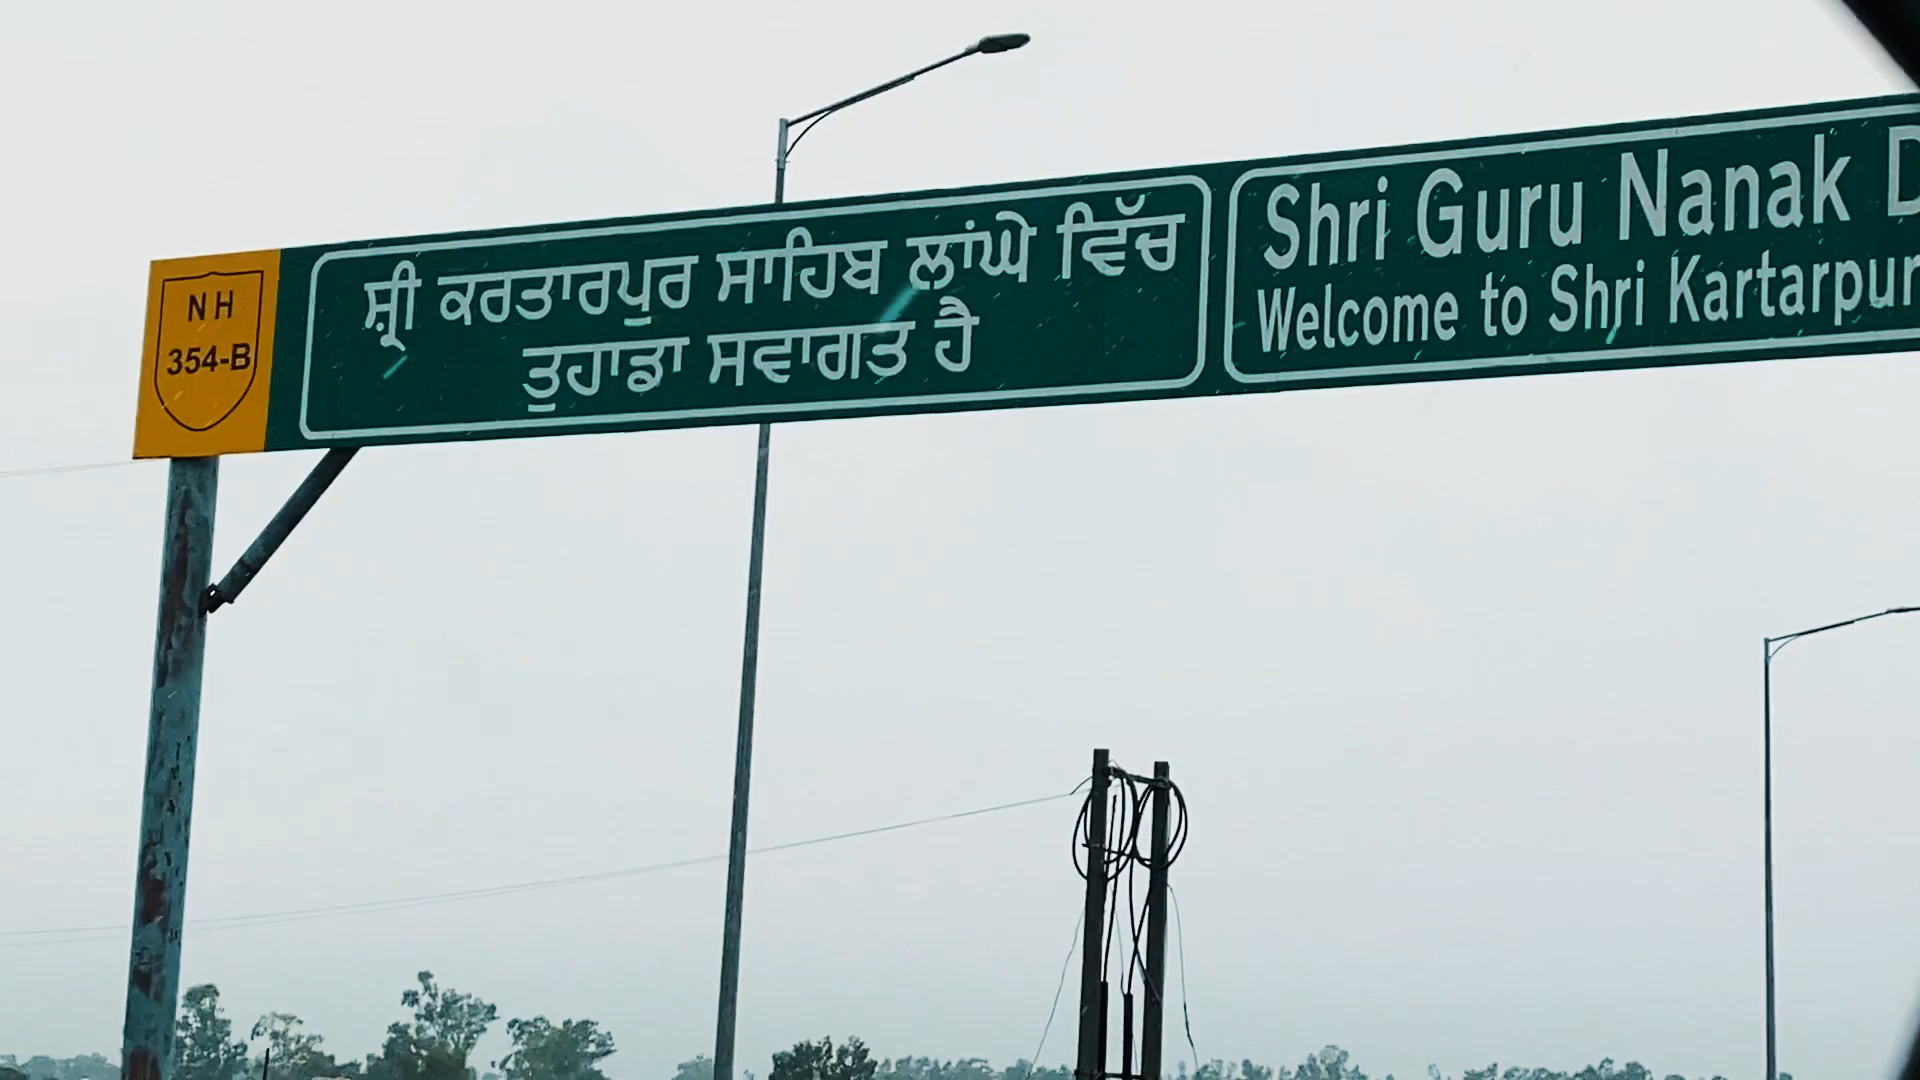 NH
354-B
ਸ਼੍ਰੀ ਕਰਤਾਰਪੁਰ ਸਾਹਿਬ ਲਾਂਘੇ ਵਿੱਚ
ਤੁਹਾਡਾ ਸਵਾਗਤ ਹੈ
Shri Guru Nanak D
Welcome to Shri Kartarpur